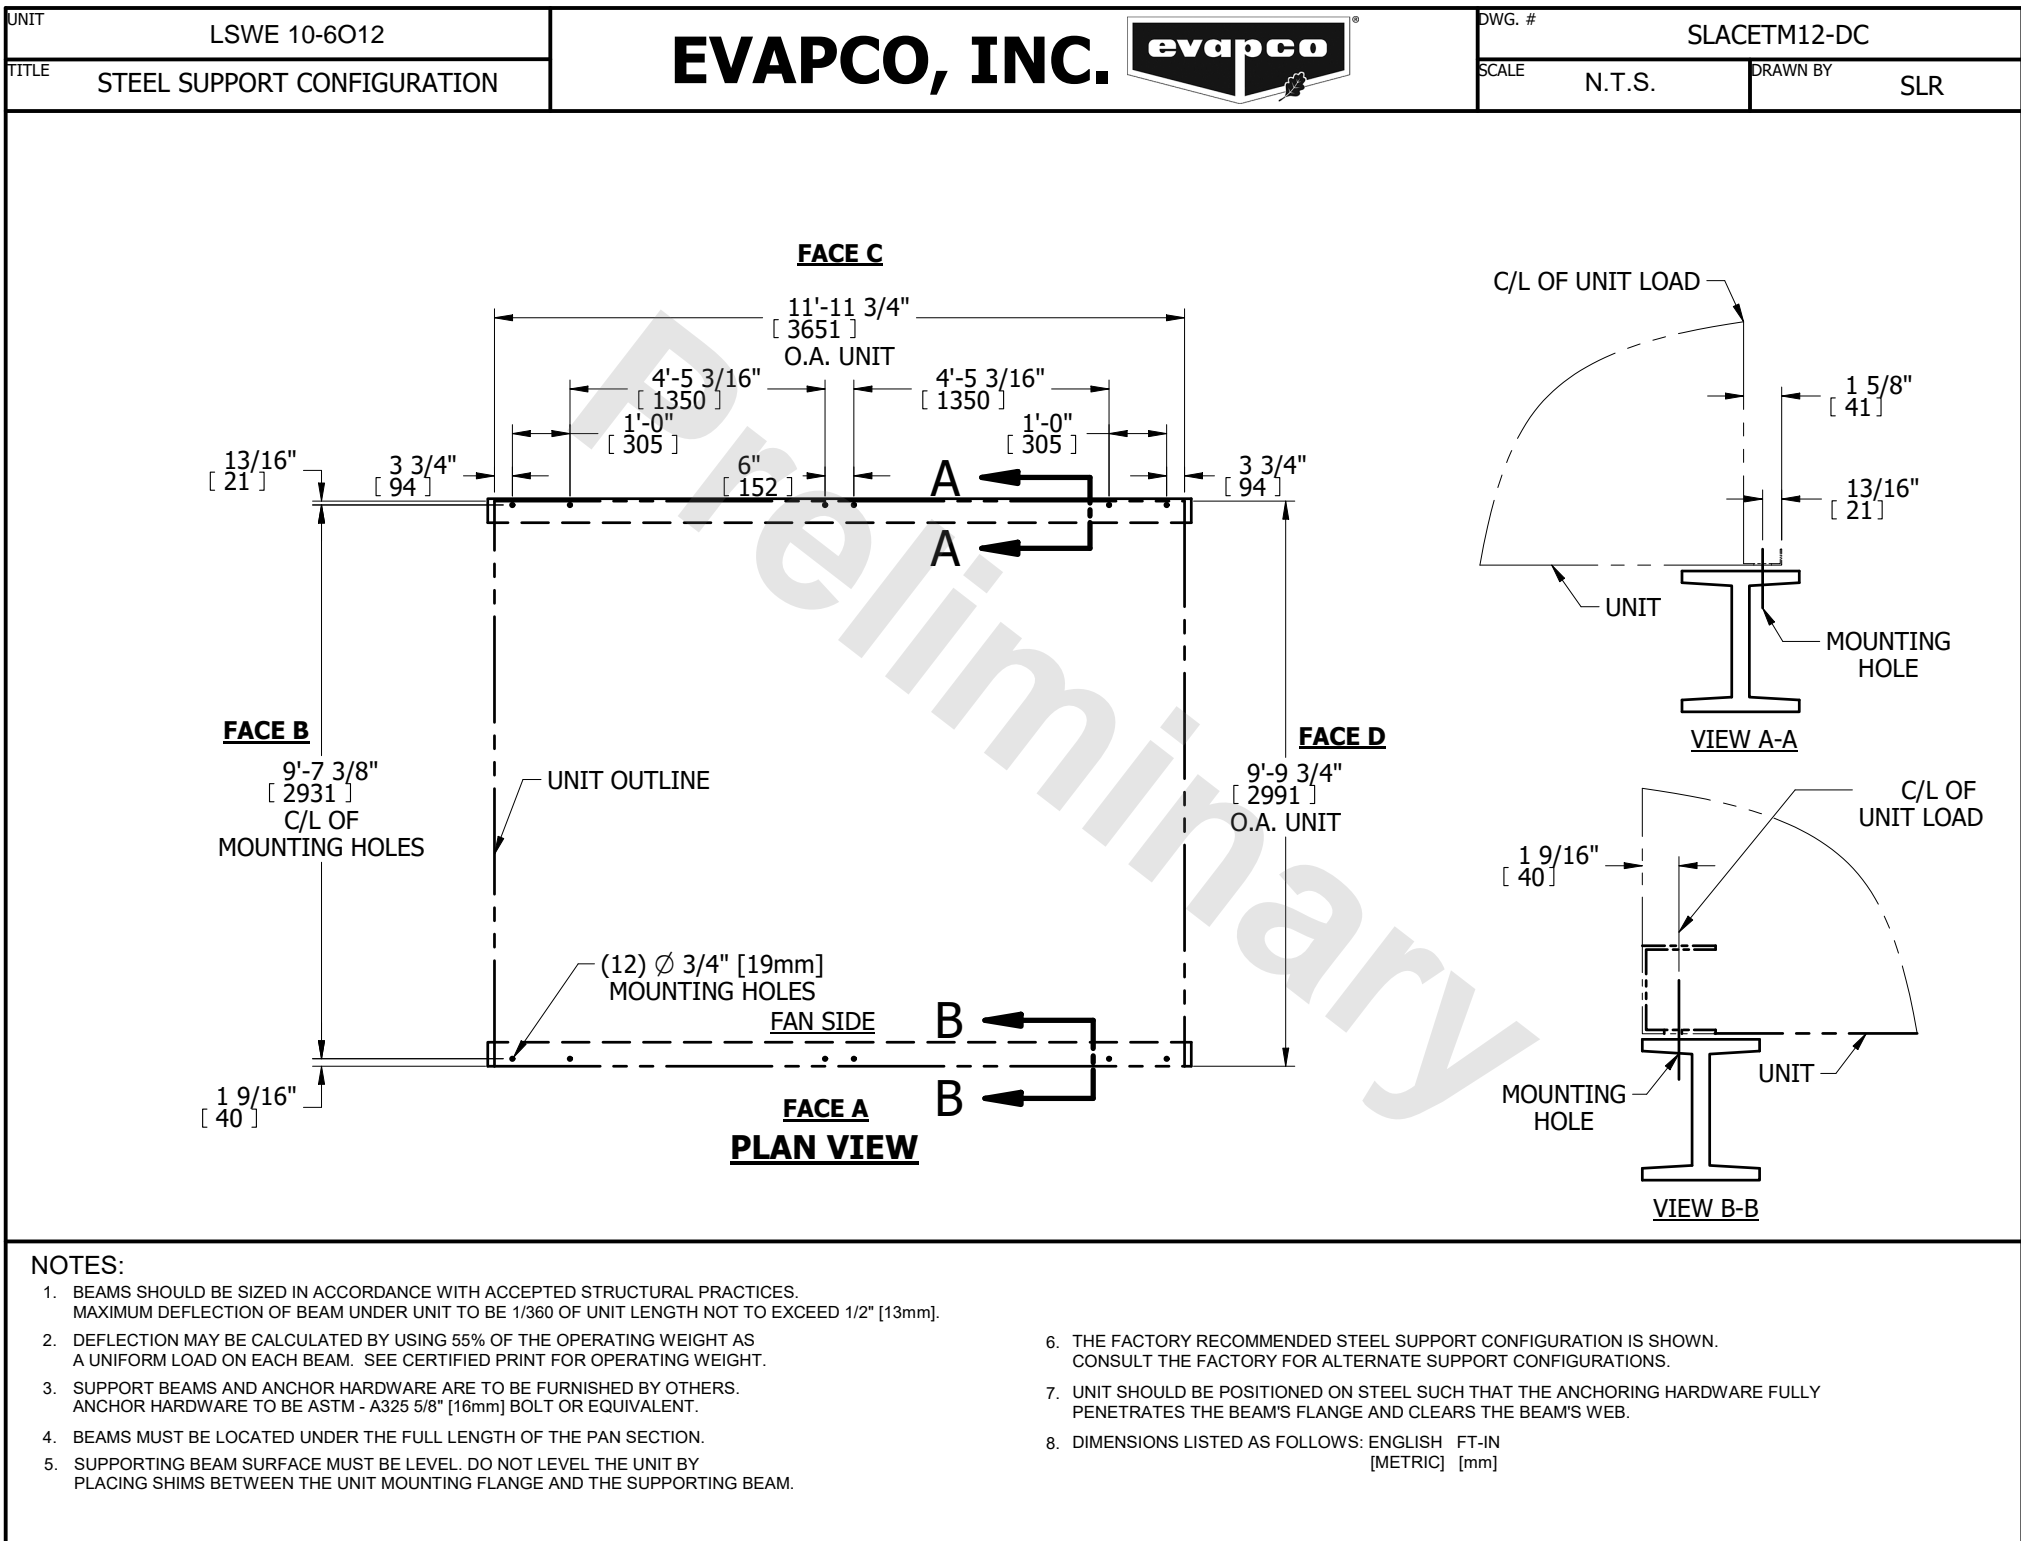 UNIT
LSWE 10-6O12
TITLE
STEEL SUPPORT CONFIGURATION
EVAPCO, INC.
evapco®
DWG. #
SLACETM12-DC
SCALE
N.T.S.
DRAWN BY
SLR
FACE C
11'-11 3/4"
[ 3651 ]
O.A. UNIT
4'-5 3/16"
[ 1350 ]
4'-5 3/16"
[ 1350 ]
1'-0"
[ 305 ]
1'-0"
[ 305 ]
13/16"
[ 21 ]
3 3/4"
[ 94 ]
6"
[ 152 ]
3 3/4"
[ 94 ]
A
A
FACE B
9'-7 3/8"
[ 2931 ]
C/L OF
MOUNTING HOLES
UNIT OUTLINE
FACE D
9'-9 3/4"
[ 2991 ]
O.A. UNIT
(12) Ø 3/4" [19mm]
MOUNTING HOLES
FAN SIDE
B
B
1 9/16"
[ 40 ]
FACE A
PLAN VIEW
Preliminary
C/L OF UNIT LOAD
1 5/8"
[ 41 ]
13/16"
[ 21 ]
UNIT
MOUNTING
HOLE
VIEW A-A
C/L OF
UNIT LOAD
1 9/16"
[ 40 ]
MOUNTING
HOLE
UNIT
VIEW B-B
NOTES:
1. BEAMS SHOULD BE SIZED IN ACCORDANCE WITH ACCEPTED STRUCTURAL PRACTICES.
MAXIMUM DEFLECTION OF BEAM UNDER UNIT TO BE 1/360 OF UNIT LENGTH NOT TO EXCEED 1/2" [13mm].
2. DEFLECTION MAY BE CALCULATED BY USING 55% OF THE OPERATING WEIGHT AS
A UNIFORM LOAD ON EACH BEAM. SEE CERTIFIED PRINT FOR OPERATING WEIGHT.
3. SUPPORT BEAMS AND ANCHOR HARDWARE ARE TO BE FURNISHED BY OTHERS.
ANCHOR HARDWARE TO BE ASTM - A325 5/8" [16mm] BOLT OR EQUIVALENT.
4. BEAMS MUST BE LOCATED UNDER THE FULL LENGTH OF THE PAN SECTION.
5. SUPPORTING BEAM SURFACE MUST BE LEVEL. DO NOT LEVEL THE UNIT BY
PLACING SHIMS BETWEEN THE UNIT MOUNTING FLANGE AND THE SUPPORTING BEAM.
6. THE FACTORY RECOMMENDED STEEL SUPPORT CONFIGURATION IS SHOWN.
CONSULT THE FACTORY FOR ALTERNATE SUPPORT CONFIGURATIONS.
7. UNIT SHOULD BE POSITIONED ON STEEL SUCH THAT THE ANCHORING HARDWARE FULLY
PENETRATES THE BEAM'S FLANGE AND CLEARS THE BEAM'S WEB.
8. DIMENSIONS LISTED AS FOLLOWS: ENGLISH FT-IN
[METRIC] [mm]